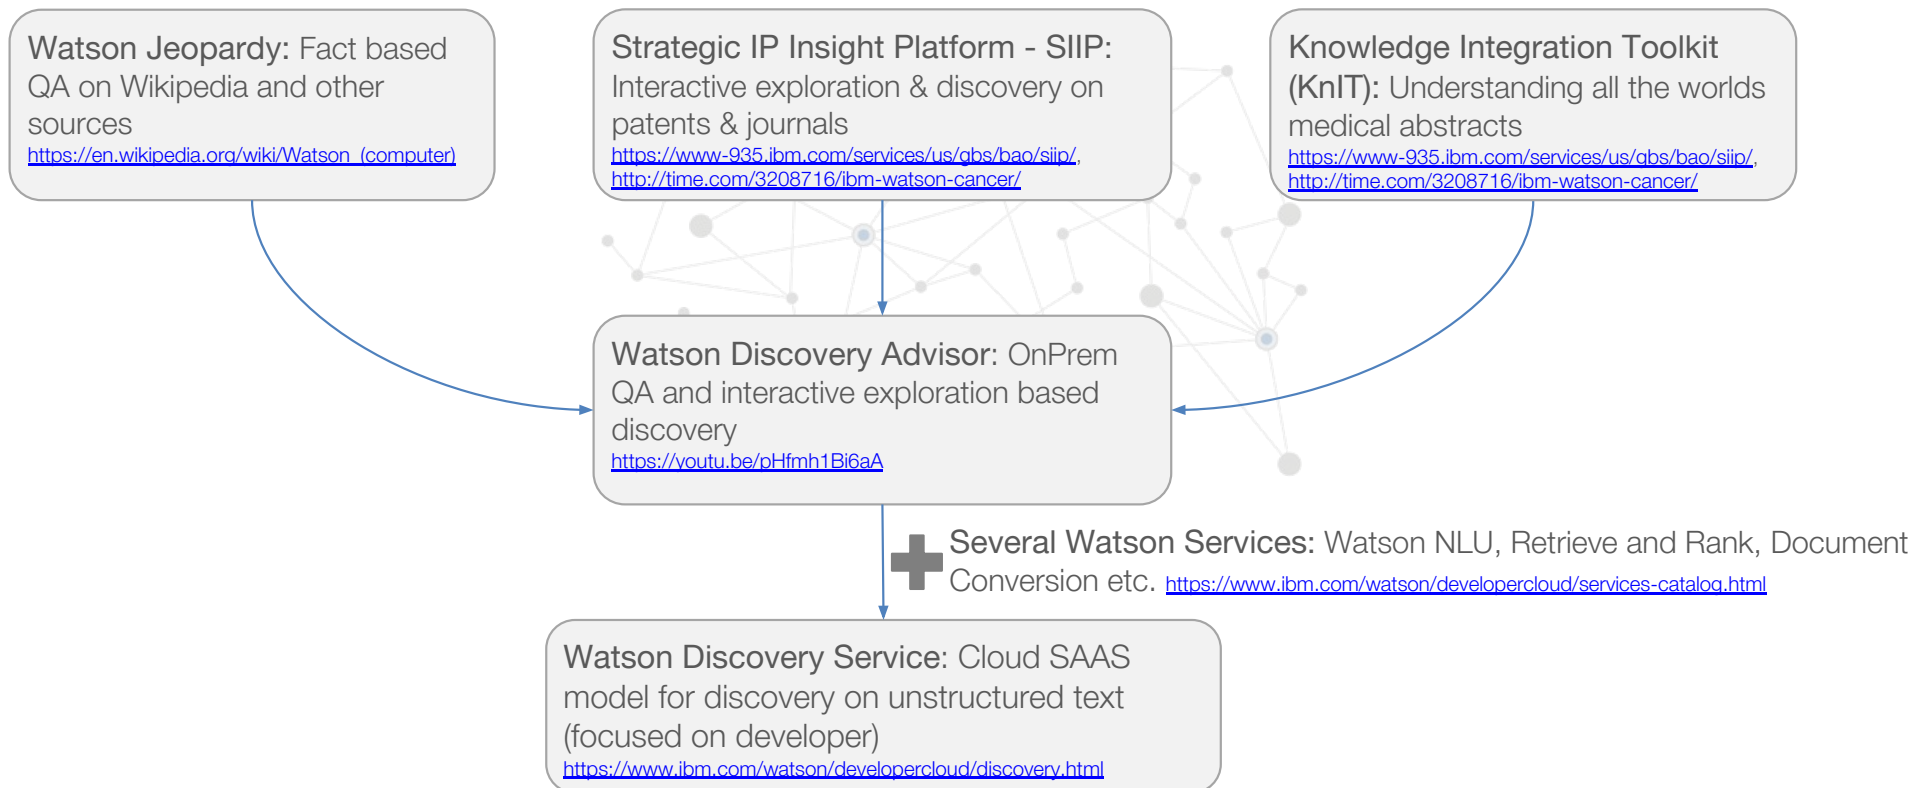 Watson Jeopardy: Fact based
QA on Wikipedia and other
sources
https://en.wikipedia.org/wiki/Watson_(computer)
Strategic IP Insight Platform - SIIP:
Interactive exploration & discovery on
patents & journals
https://www-935.ibm.com/services/us/gbs/bao/siip/,
http://time.com/3208716/ibm-watson-cancer/
Knowledge Integration Toolkit
(KnIT): Understanding all the worlds
medical abstracts
https://www-935.ibm.com/services/us/gbs/bao/siip/,
http://time.com/3208716/ibm-watson-cancer/
Watson Discovery Advisor: OnPrem
QA and interactive exploration based
discovery
https://youtu.be/pHfmh1Bi6aA
Several Watson Services: Watson NLU, Retrieve and Rank, Document
Conversion etc. https://www.ibm.com/watson/developercloud/services-catalog.html
Watson Discovery Service: Cloud SAAS
model for discovery on unstructured text
(focused on developer)
https://www.ibm.com/watson/developercloud/discovery.html